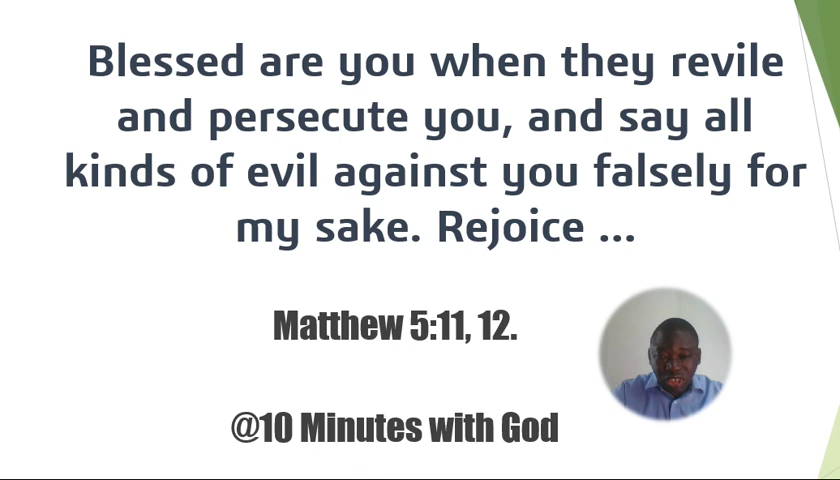 Blessed are you when they revile
and persecute you, and say all
kinds of evil against you falsely for
my sake. Rejoice ...
Matthew 5:11, 12.
@10 Minutes with God